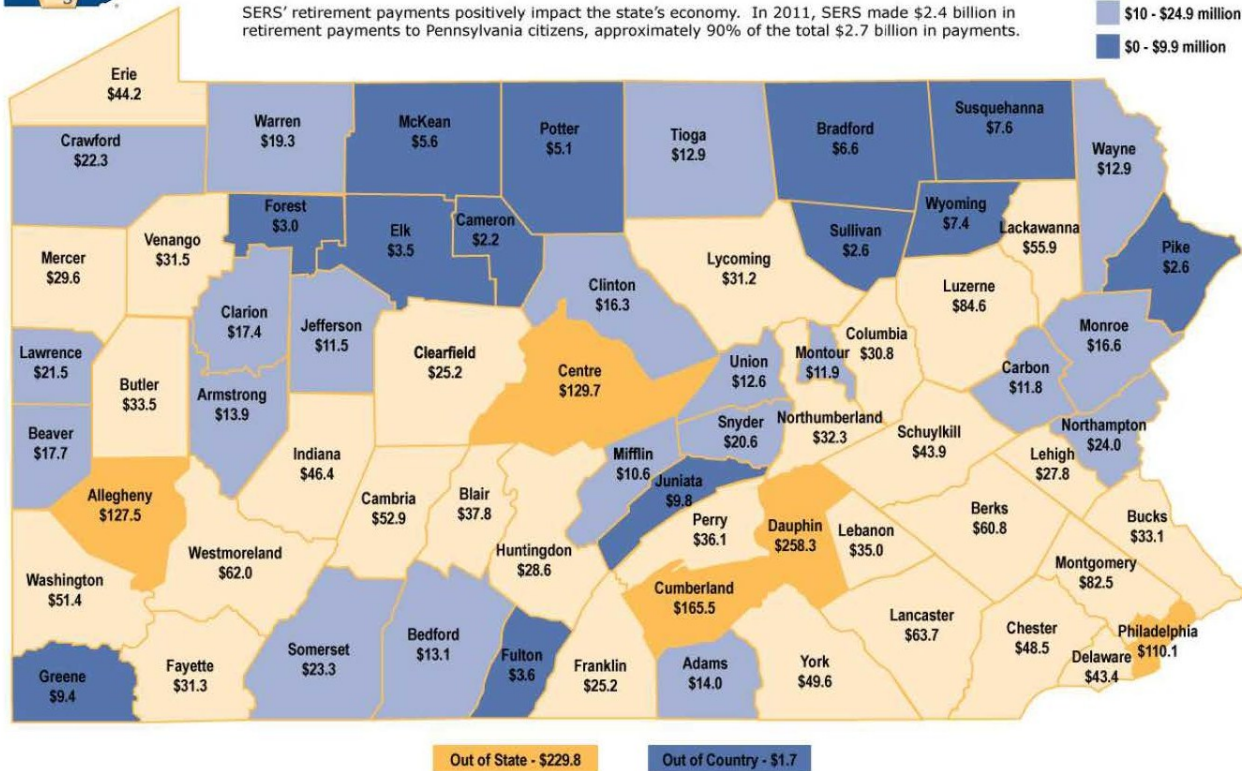 SERS' retirement payments positively impact the state's economy. In 2011, SERS made $2.4 billion in
retirement payments to Pennsylvania citizens, approximately 90% of the total $2.7 billion in payments.
$10 - $24.9 million
$0 - $9.9 million
Erie
$44.2
Crawford
$22.3
Warren
$19.3
McKean
$5.6
Potter
$5.1
Tioga
$12.9
Bradford
$6.6
Susquehanna
$7.6
Wayne
$12.9
Mercer
$29.6
Venango
$31.5
Forest
$3.0
Elk
$3.5
Cameron
$2.2
Sullivan
$2.6
Wyoming
$7.4
Lackawanna
$55.9
Pike
$2.6
Lycoming
$31.2
Clinton
$16.3
Luzerne
$84.6
Clarion
$17.4
Jefferson
$11.5
Monroe
$16.6
Lawrence
$21.5
Butler
$33.5
Armstrong
$13.9
Clearfield
$25.2
Centre
$129.7
Union
$12.6
Montour
$11.9
Columbia
$30.8
Carbon
$11.8
Beaver
$17.7
Snyder
$20.6
Northumberland
$32.3
Schuylkill
$43.9
Northampton
$24.0
Lehigh
$27.8
Allegheny
$127.5
Indiana
$46.4
Cambria
$52.9
Blair
$37.8
Mifflin
$10.6
Juniata
$9.8
Perry
$36.1
Dauphin
$258.3
Lebanon
$35.0
Berks
$60.8
Bucks
$33.1
Washington
$51.4
Westmoreland
$62.0
Huntingdon
$28.6
Cumberland
$165.5
Montgomery
$82.5
Lancaster
$63.7
Chester
$48.5
Delaware
$43.4
Philadelphia
$110.1
Greene
$9.4
Fayette
$31.3
Somerset
$23.3
Bedford
$13.1
Fulton
$3.6
Franklin
$25.2
Adams
$14.0
York
$49.6
Out of State - $229.8
Out of Country - $1.7